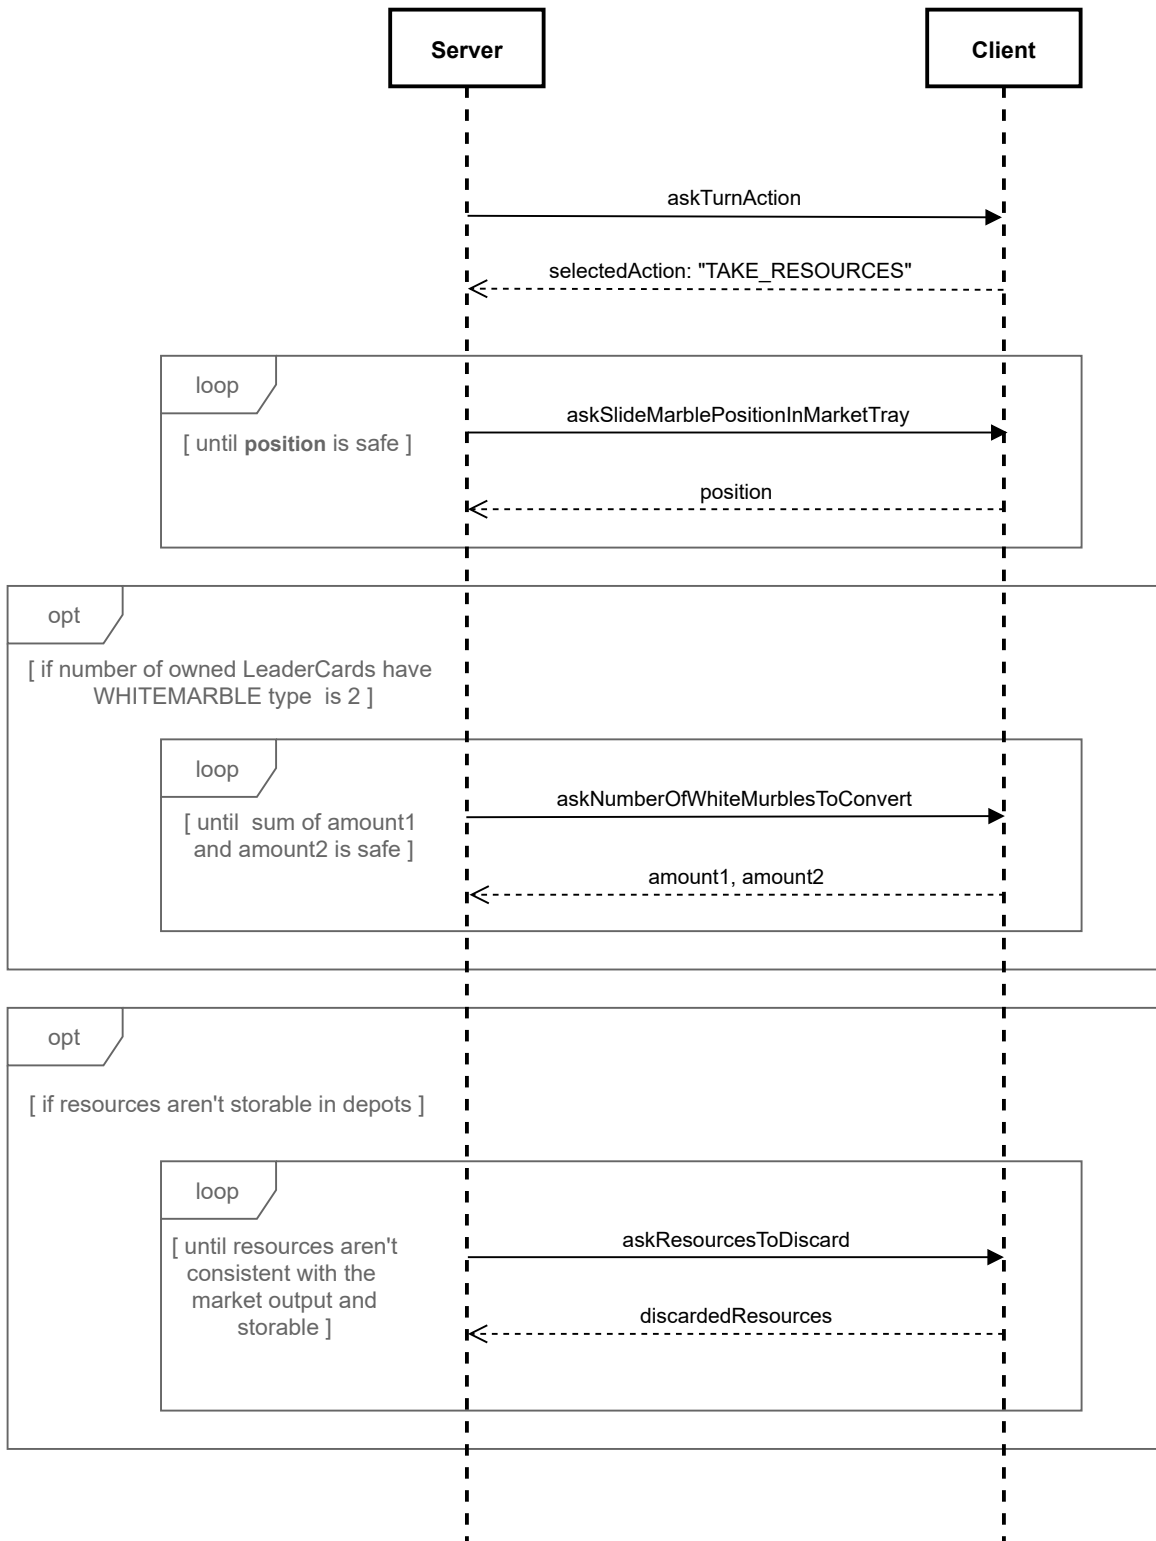 Server
Client
askTurnAction
selectedAction: "TAKE_RESOURCES"
loop
askSlideMarblePositionInMarketTray
[ until position is safe ]
position
opt
[ if number of owned LeaderCards have
WHITEMARBLE type  is 2 ]
loop
askNumberOfWhiteMurblesToConvert
[ until  sum of amount1
and amount2 is safe ]
amount1, amount2
opt
[ if resources aren't storable in depots ]
loop
askResourcesToDiscard
[ until resources aren't
consistent with the
market output and
storable ]
discardedResources